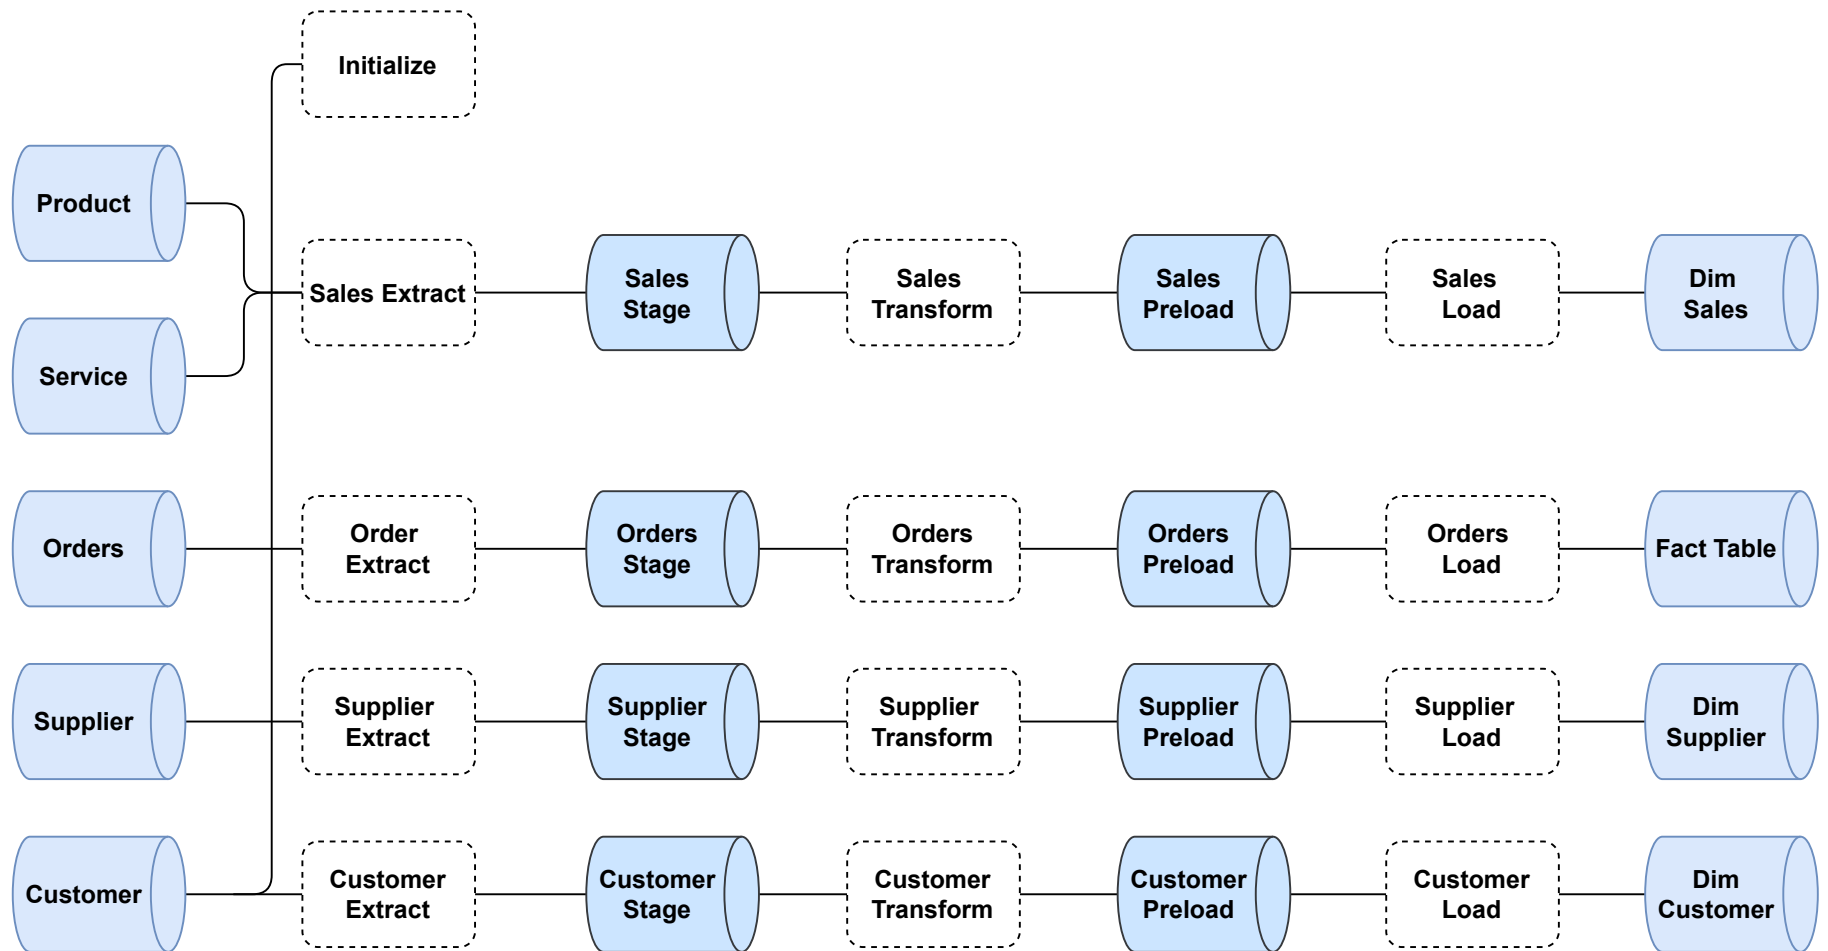 Initialize
Product
Sales Extract
Sales
Stage
Sales
Transform
Sales
Preload
Sales
Load
Dim
Sales
Service
Orders
Order
Extract
Orders
Stage
Orders
Transform
Orders
Preload
Orders
Load
Fact Table
Supplier
Supplier
Extract
Supplier
Stage
Supplier
Transform
Supplier
Preload
Supplier
Load
Dim
Supplier
Customer
Customer
Extract
Customer
Stage
Customer
Transform
Customer
Preload
Customer
Load
Dim
Customer